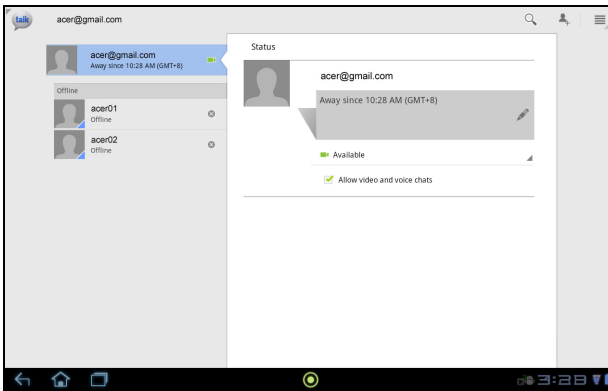 talk acer@gmail.com
acer@gmail.com
Away since 10:28 AM (GMT+8)
Offline
acer01
Offline
acer02
Offline
Status
acer@gmail.com
Away since 10:28 AM (GMT+8)
Available
Allow video and voice chats
3:28